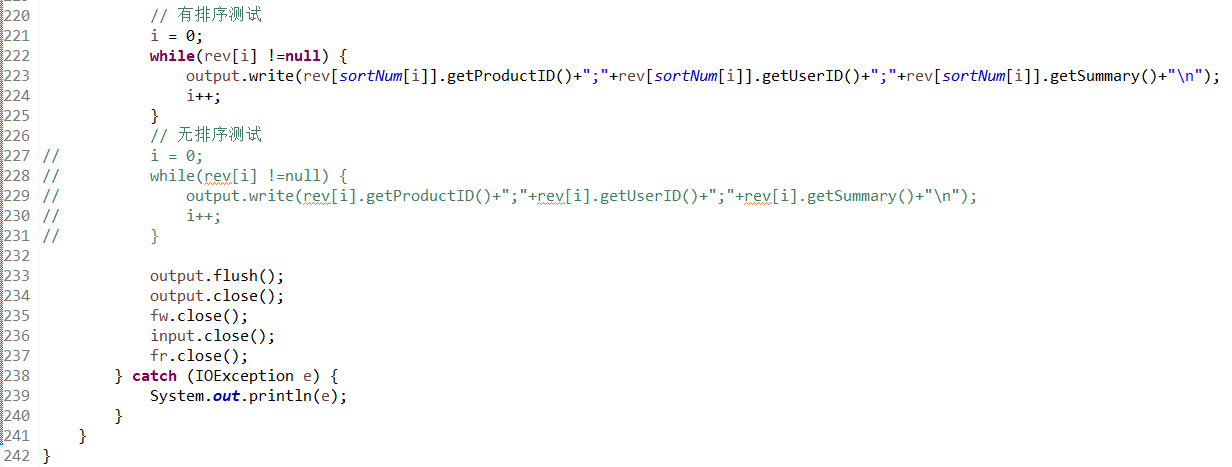 220             // 有排序测试
221             i = 0;
222             while(rev[i] !=null) {
223                 output.write(rev[sortNum[i]].getProductID()+";"+rev[sortNum[i]].getUserID()+";"+rev[sortNum[i]].getSummary()+"\n");
224                 i++;
225             }
226             // 无排序测试
227 //          i = 0;
228 //          while(rev[i] !=null) {
229 //              output.write(rev[i].getProductID()+";"+rev[i].getUserID()+";"+rev[i].getSummary()+"\n");
230 //              i++;
231 //          }
232
233             output.flush();
234             output.close();
235             fw.close();
236             input.close();
237             fr.close();
238         } catch (IOException e) {
239             System.out.println(e);
240         }
241     }
242 }